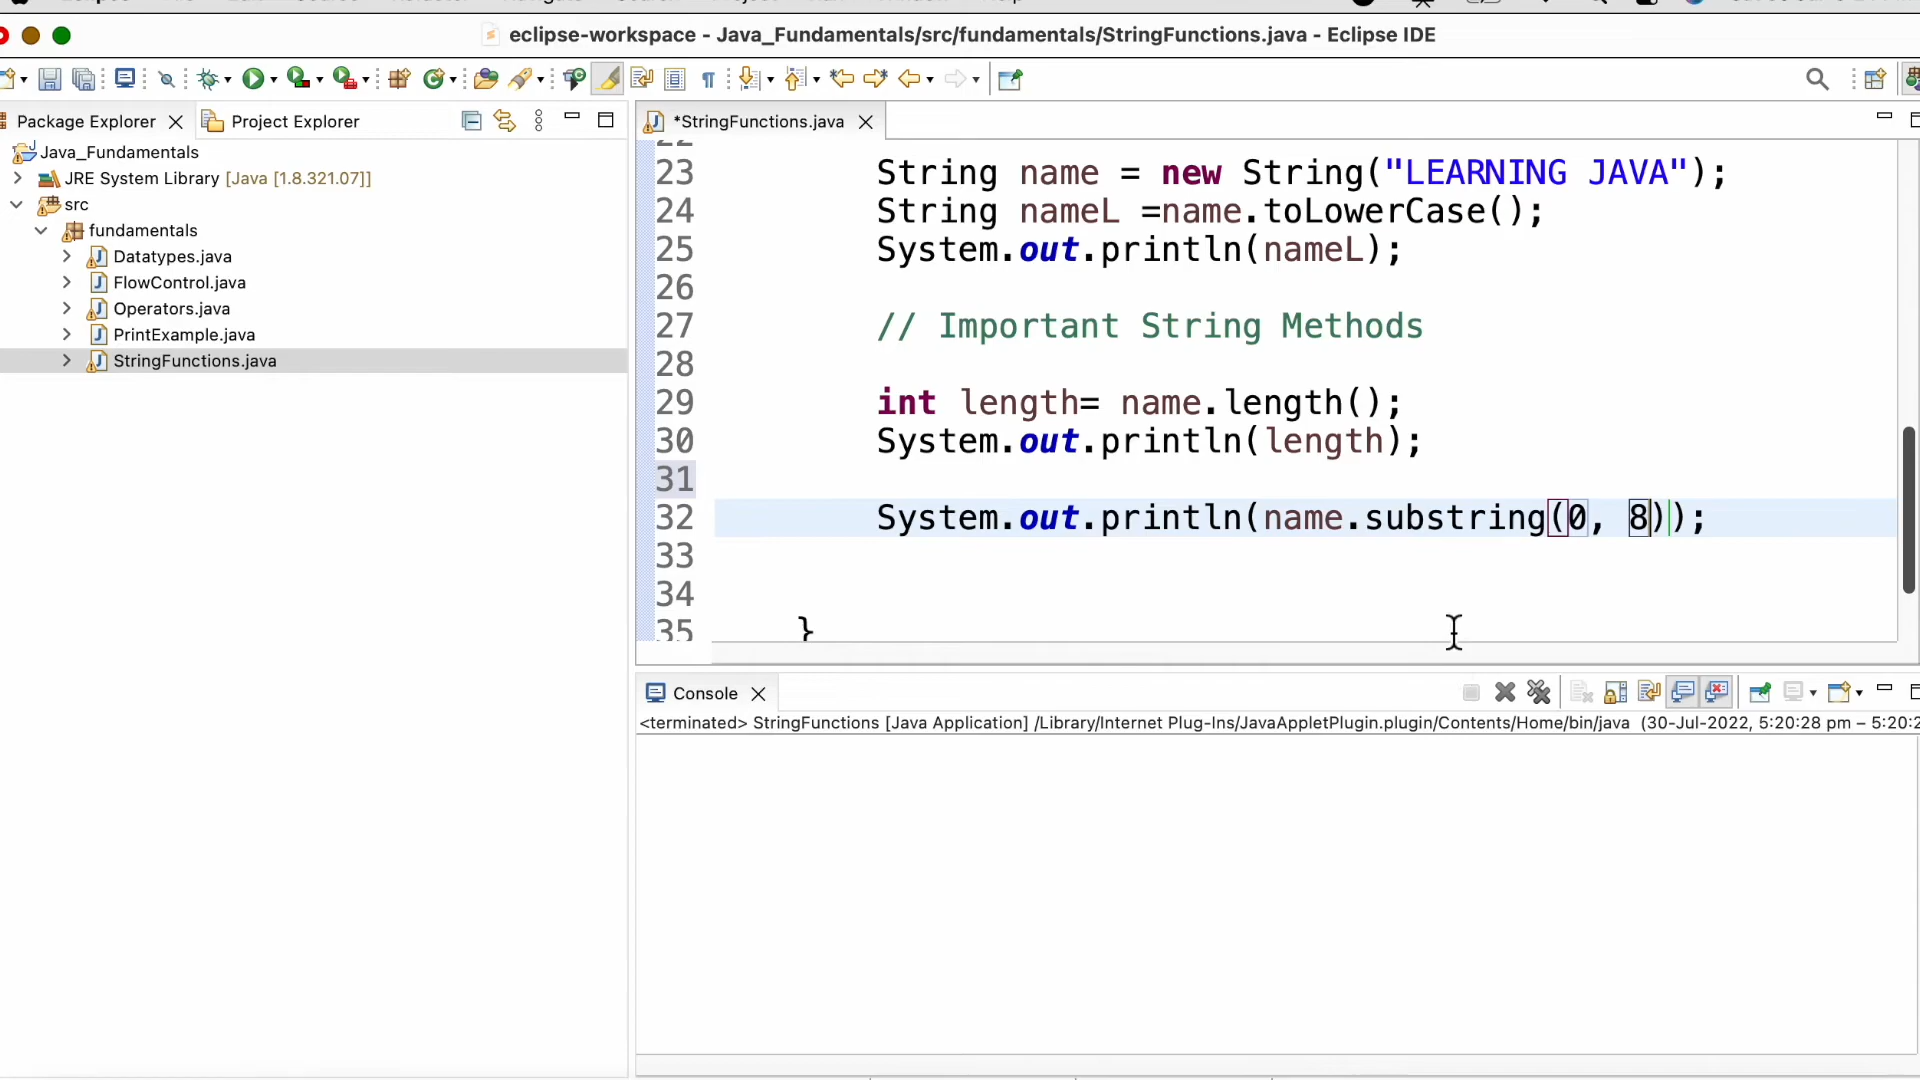 eclipse-workspace - Java_Fundamentals/src/fundamentals/StringFunctions.java - Eclipse IDE
Package Explorer
Project Explorer
*StringFunctions.java
Java_Fundamentals
JRE System Library [Java [1.8.321.07]]
src
fundamentals
Datatypes.java
FlowControl.java
Operators.java
PrintExample.java
StringFunctions.java
22
23 String name = new String("LEARNING JAVA");
24 String nameL =name.toLowerCase();
25 System.out.println(nameL);
26
27 // Important String Methods
28
29 int length= name.length();
30 System.out.println(length);
31
32 System.out.println(name.substring(0, 8));
33
34
35 }
Console
<terminated> StringFunctions [Java Application] /Library/Internet Plug-Ins/JavaAppletPlugin.plugin/Contents/Home/bin/java (30-Jul-2022, 5:20:28 pm – 5:20:2